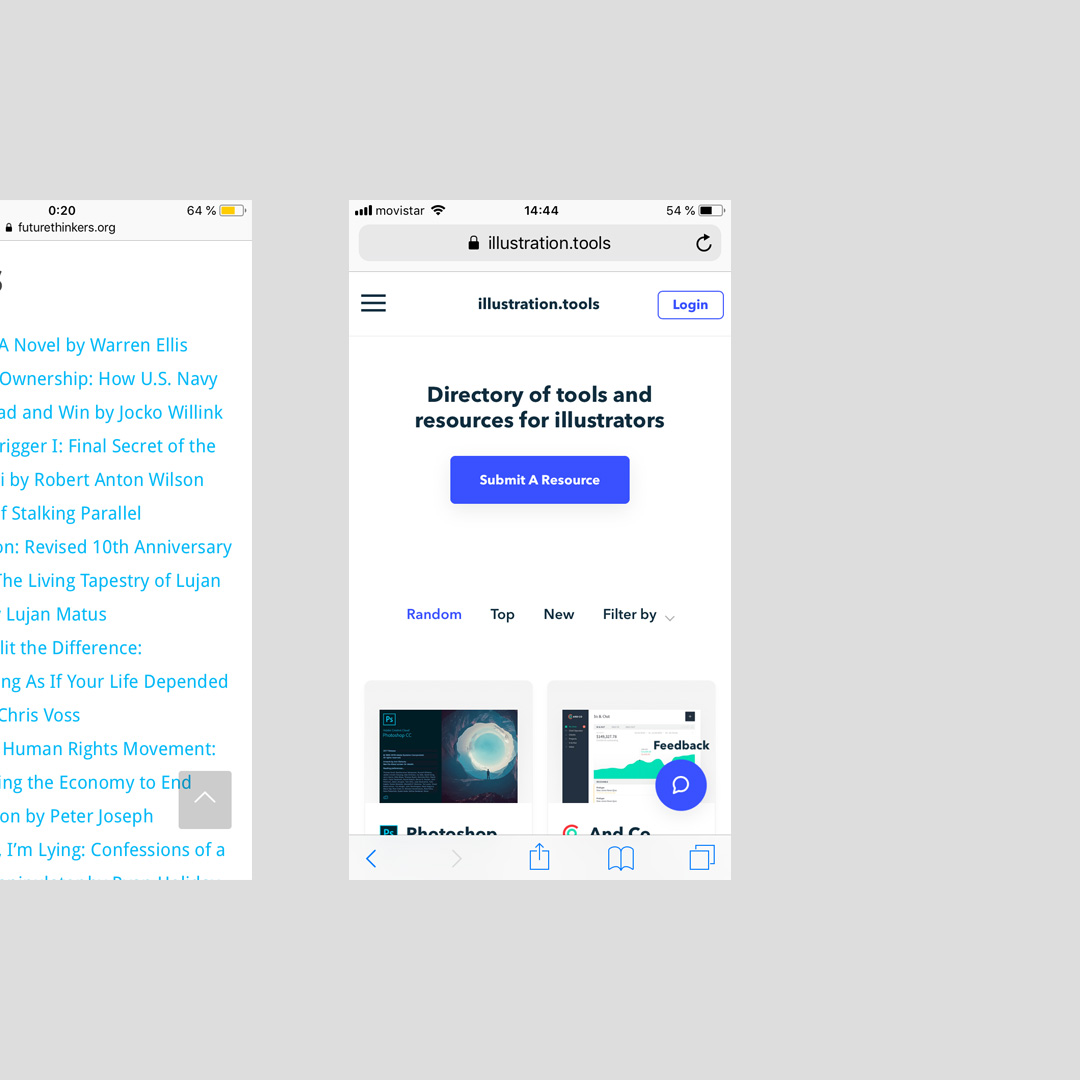 0:20
64 %
futurethinkers.org
A Novel by Warren Ellis
Ownership: How U.S. Navy
ad and Win by Jocko Willink
rigger I: Final Secret of the
i by Robert Anton Wilson
f Stalking Parallel
on: Revised 10th Anniversary
The Living Tapestry of Lujan
Lujan Matus
lit the Difference:
ng As If Your Life Depended
Chris Voss
Human Rights Movement:
ing the Economy to End
on by Peter Joseph
I'm Lying: Confessions of a
movistar
14:44
54 %
illustration.tools
illustration.tools
Login
Directory of tools and
resources for illustrators
Submit A Resource
Random Top New Filter by
Ps
Photoshop CC
Feedback
Ps Photoshop
And Co